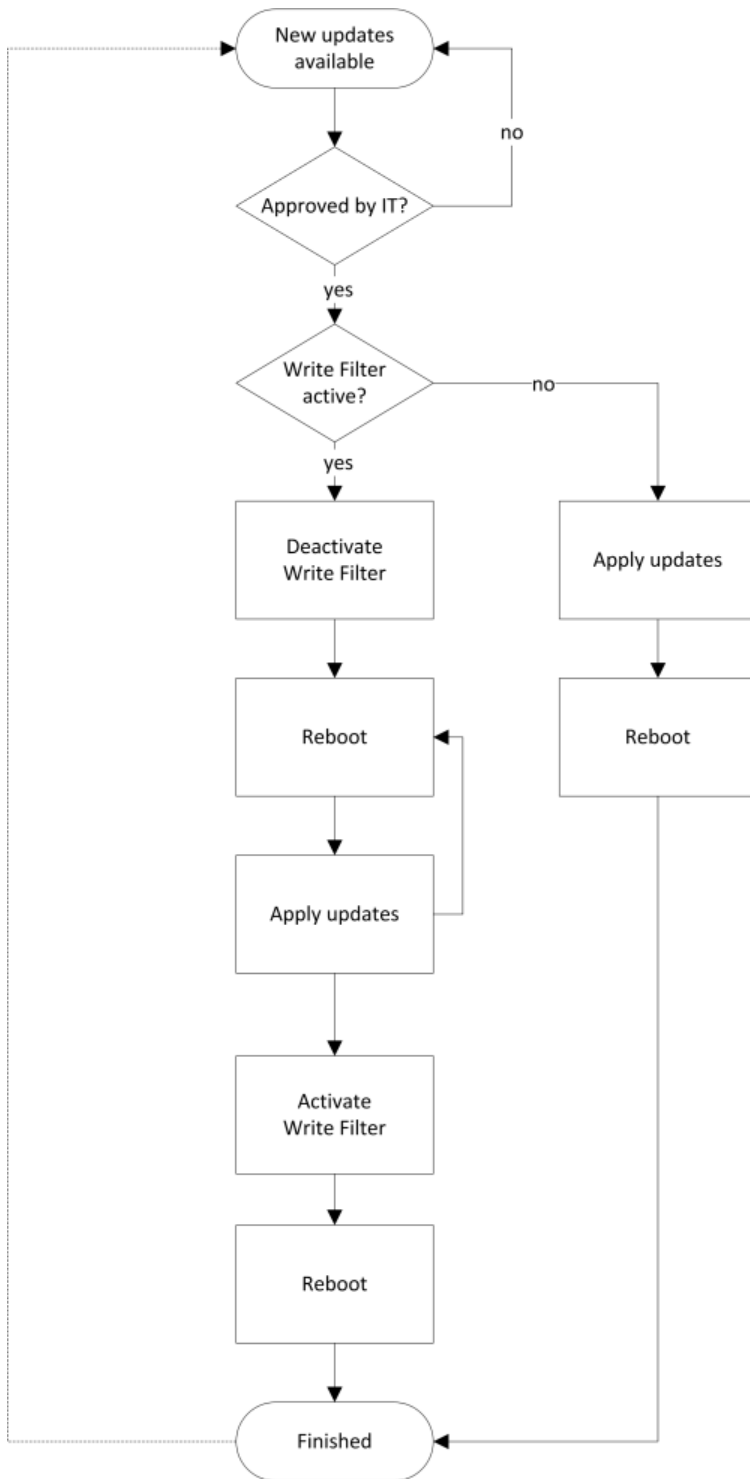 New updates
available
no
Approved by IT?
yes
Write Filter
active?
no
yes
Deactivate
Write Filter
Apply updates
Reboot
Reboot
Apply updates
Activate
Write Filter
Reboot
Finished